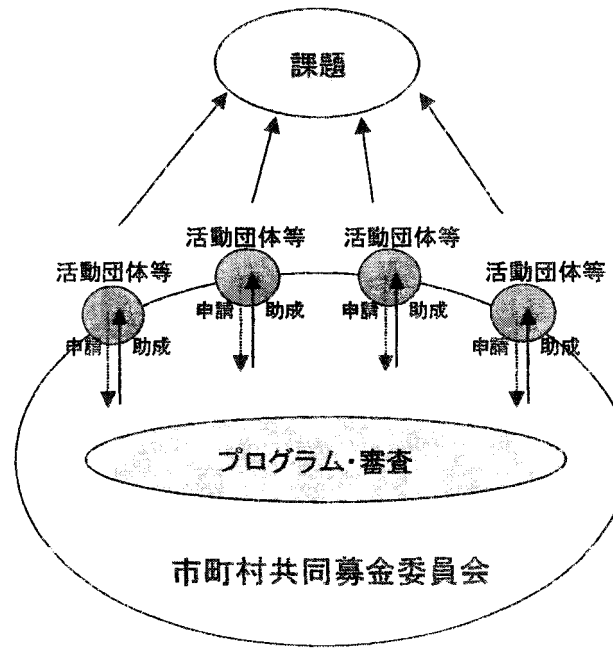 課題
活動団体等
活動団体等
活動団体等
活動団体等
申請 助成
申請 助成
申請 助成
申請 助成
プログラム・審査
市町村共同募金委員会